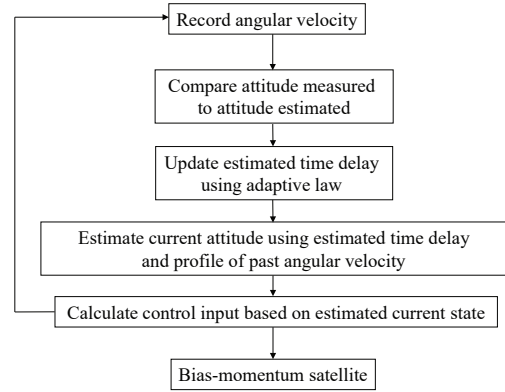 Record angular velocity
Compare attitude measured
to attitude estimated
Update estimated time delay
using adaptive law
Estimate current attitude using estimated time delay
and profile of past angular velocity
Calculate control input based on estimated current state
Bias-momentum satellite